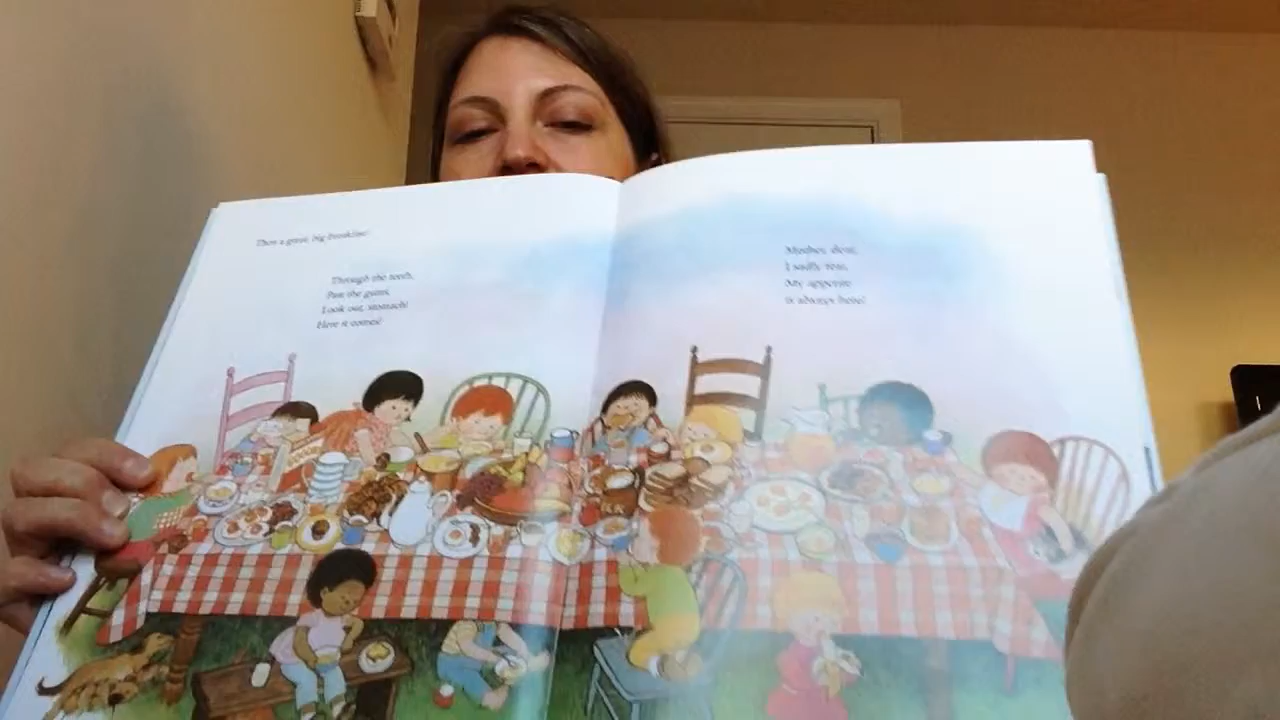 Then a great, big breakfast!
Through the teeth,
Past the gums,
Look out, stomach!
Here it comes!
Mother, dear,
I sadly fear,
My appetite
is always here!